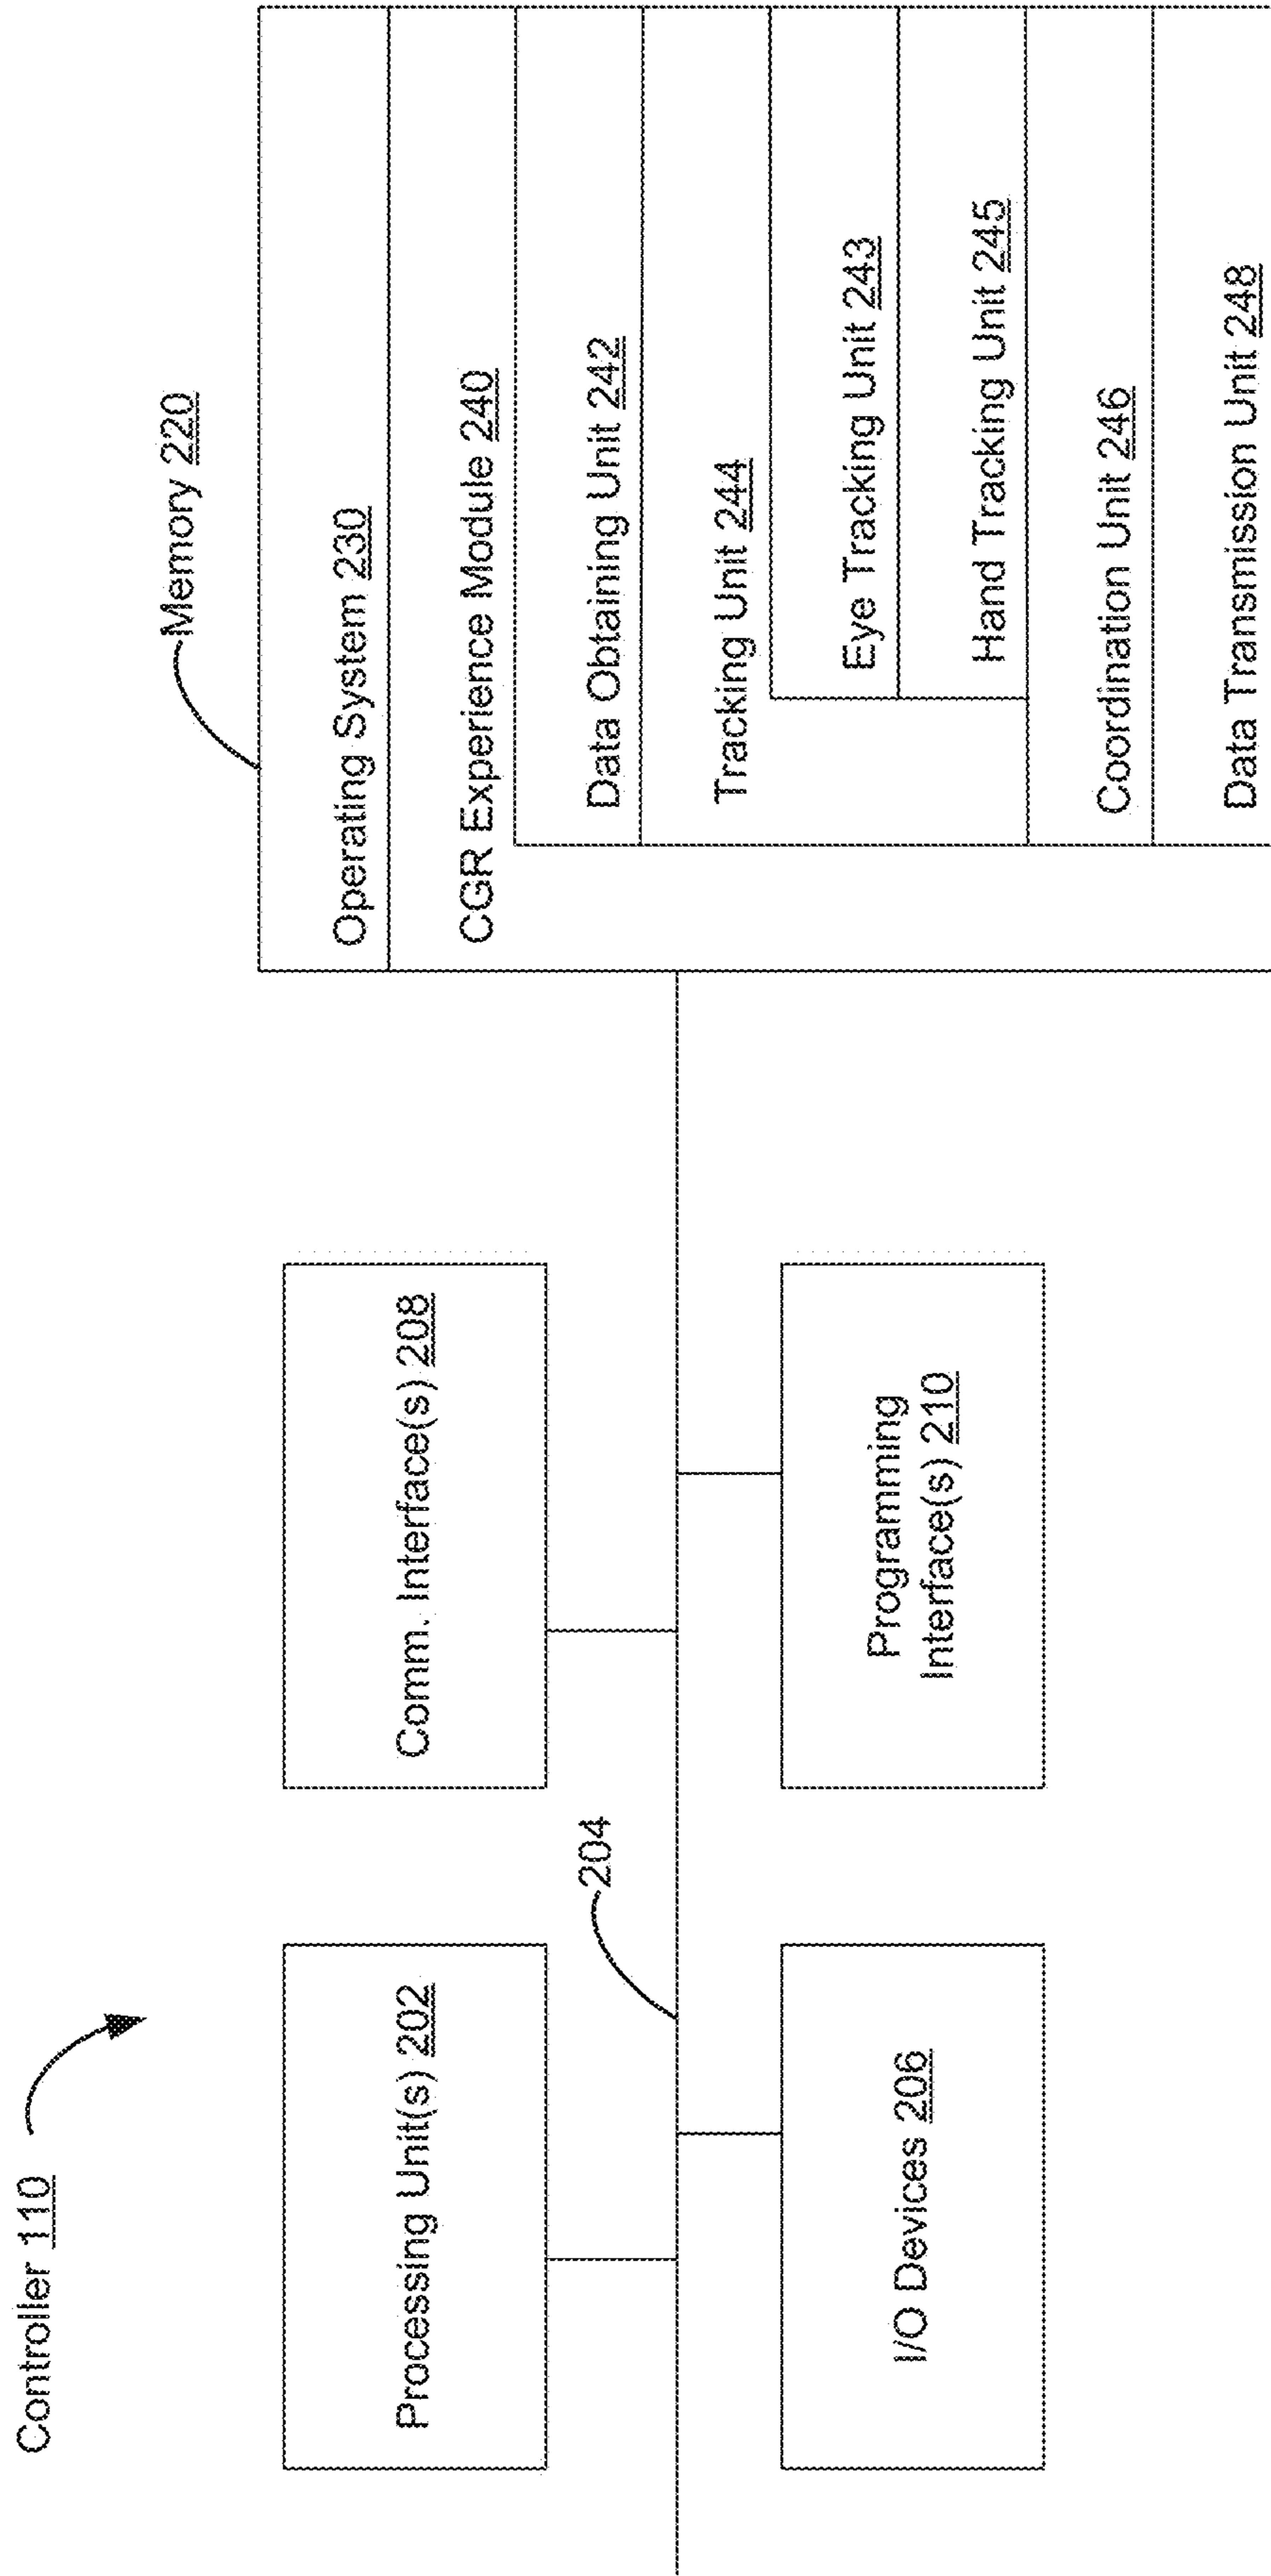 Controller 110
Processing Unit(s) 202
Comm. Interface(s) 208
204
I/O Devices 206
Programming
Interface(s) 210
Memory 220
Operating System 230
CGR Experience Module 240
Data Obtaining Unit 242
Tracking Unit 244
Eye Tracking Unit 243
Hand Tracking Unit 245
Coordination Unit 246
Data Transmission Unit 248